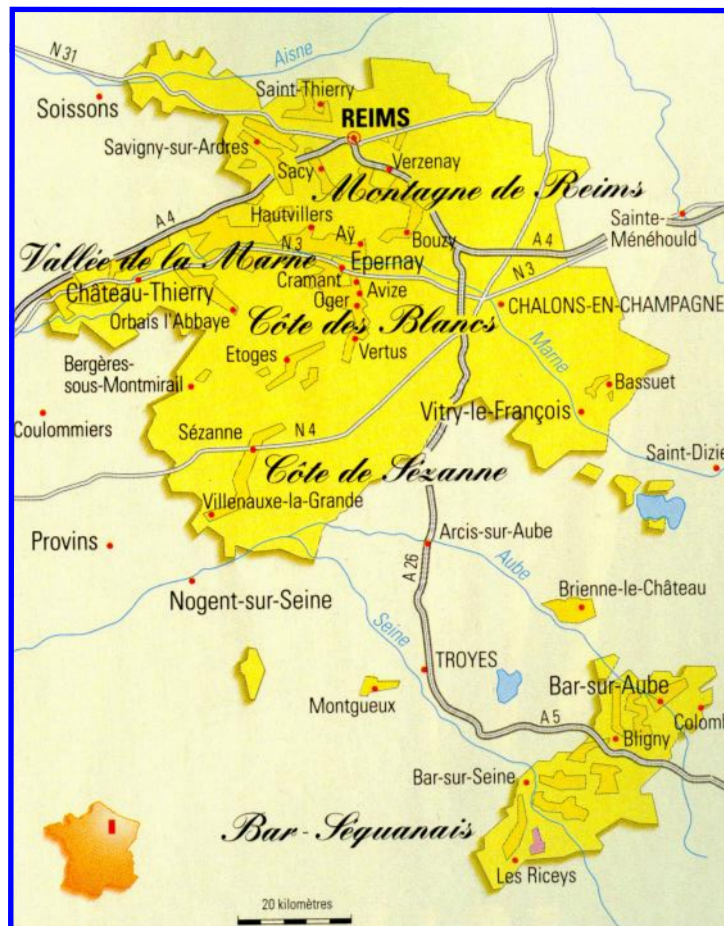 N 31
Aisne
Soissons
Saint-Thierry
REIMS
Savigny-sur-Ardres
Sacy
Verzenay
Montagne de Reims
A 4
Hautvillers
Aÿ
Bouzy
Sainte-
Ménéhould
A 4
Vallée de la Marne
N 3
Epernay
N 3
Cramant
Avize
Château-Thierry
Oger
CHALONS-EN-CHAMPAGNE
Orbais l'Abbaye
Côte des Blancs
Marne
Etoges
Vertus
Bergères-
sous-Montmirail
Bassuet
Coulommiers
Vitry-le-François
Sézanne
N 4
Saint-Dizie
Côte de Sézanne
Villenauxe-la-Grande
Provins
Arcis-sur-Aube
A 26
Aube
Nogent-sur-Seine
Brienne-le-Château
Seine
TROYES
Bar-sur-Aube
Montgueux
A 5
Colomb
Bligny
Bar-sur-Seine
Bar-Séquanais
Les Riceys
20 kilomètres